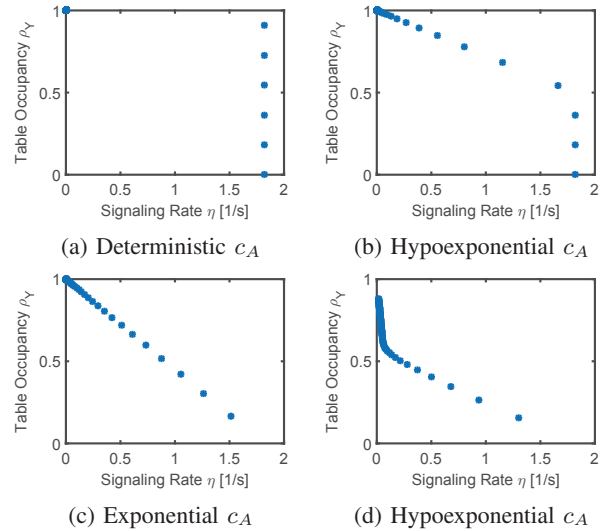 1
0.5
0
Table Occupancy ρY
0 0.5 1 1.5 2
Signaling Rate η [1/s]
(a) Deterministic cA
1
0.5
0
Table Occupancy ρY
0 0.5 1 1.5 2
Signaling Rate η [1/s]
(b) Hypoexponential cA
1
0.5
0
Table Occupancy ρY
0 0.5 1 1.5 2
Signaling Rate η [1/s]
(c) Exponential cA
1
0.5
0
Table Occupancy ρY
0 0.5 1 1.5 2
Signaling Rate η [1/s]
(d) Hypoexponential cA